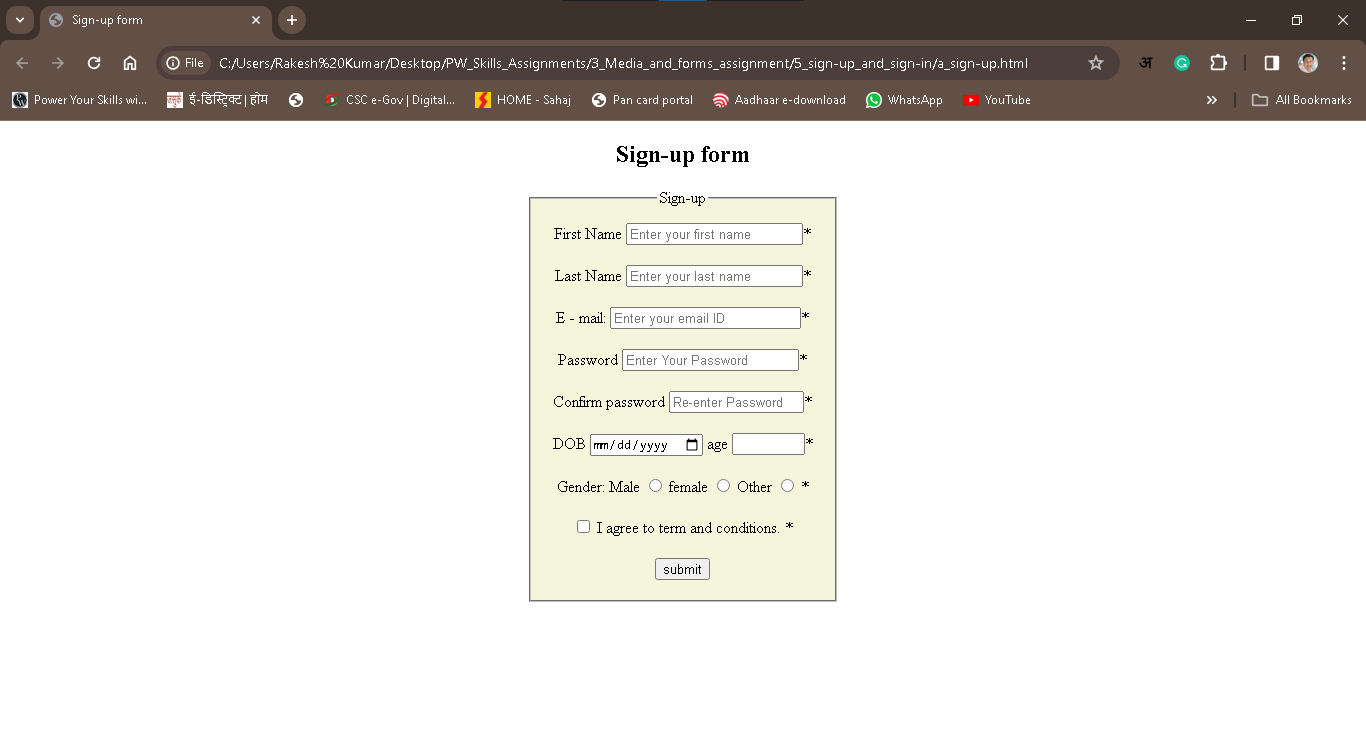 Sign-up form
File C:/Users/Rakesh%20Kumar/Desktop/PW_Skills_Assignments/3_Media_and_forms_assignment/5_sign-up_and_sign-in/a_sign-up.html अ G
Power Your Skills wi... ई-डिस्ट्रिक्ट | होम CSC e-Gov | Digital... HOME - Sahaj Pan card portal Aadhaar e-download WhatsApp YouTube » All Bookmarks
Sign-up form
Sign-up
First Name Enter your first name *
Last Name Enter your last name *
E - mail: Enter your email ID *
Password Enter Your Password *
Confirm password Re-enter Password *
DOB mm/dd/yyyy age *
Gender: Male female Other *
I agree to term and conditions. *
submit